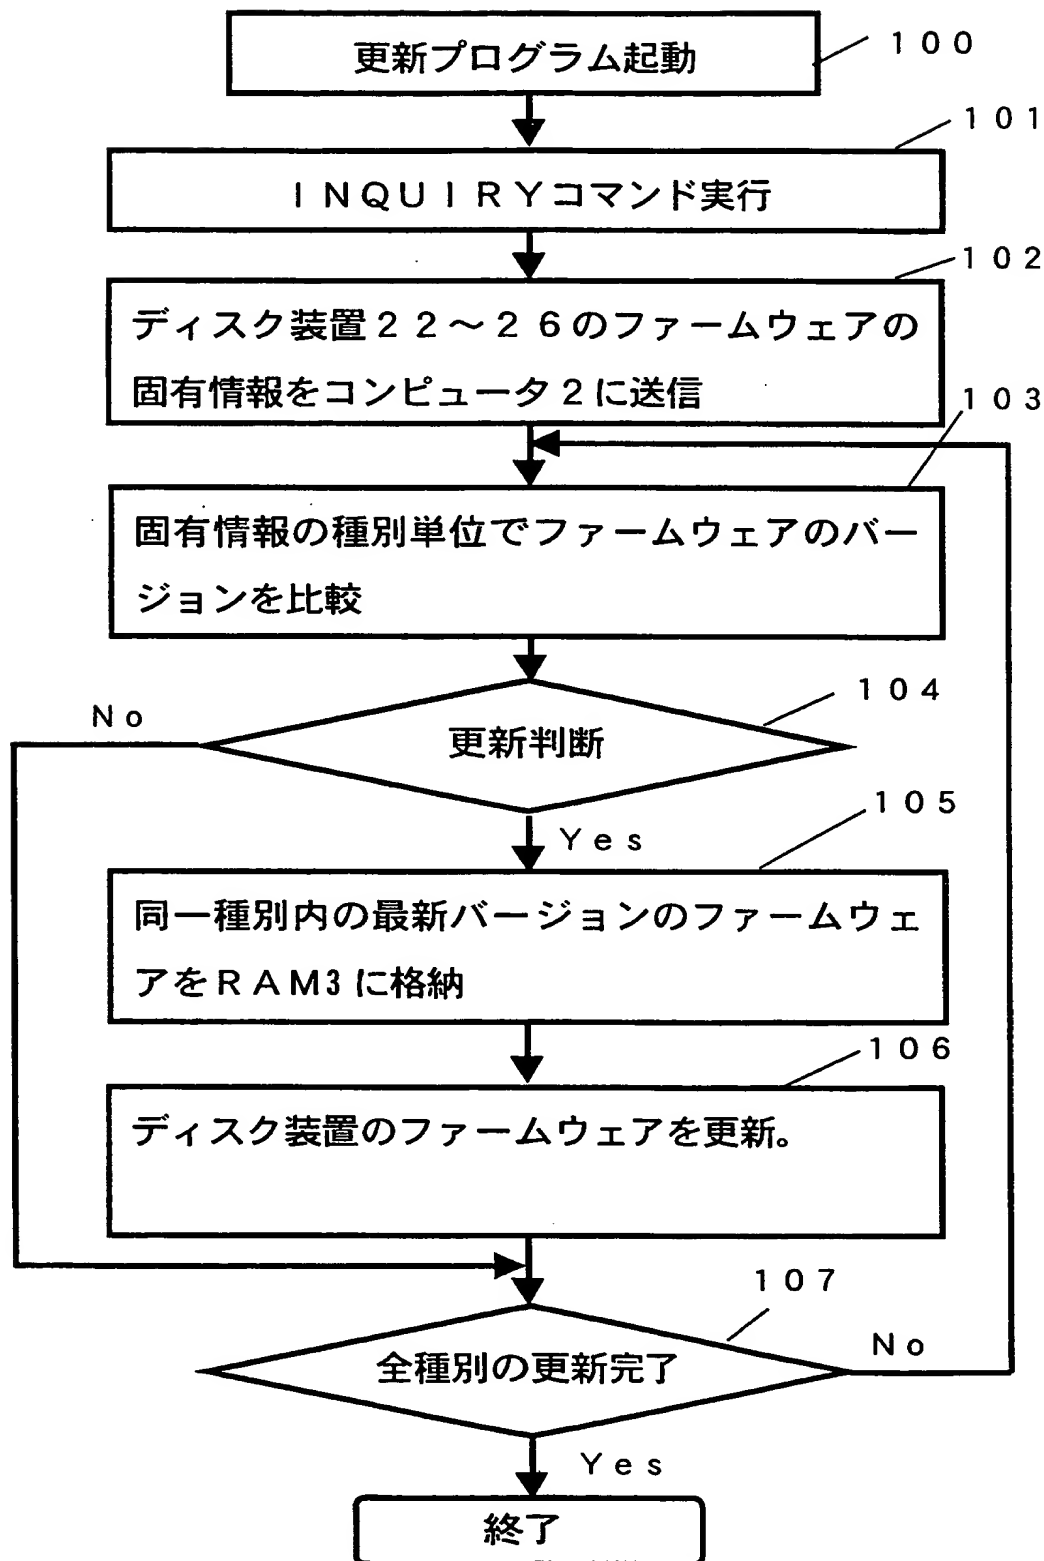 更新プログラム起動
100
101
INQUIRYコマンド実行
102
ディスク装置22～26のファームウェアの
固有情報をコンピュータ2に送信
103
固有情報の種別単位でファームウェアのバー
ジョンを比較
104
No
更新判断
105
Yes
同一種別内の最新バージョンのファームウェ
アをRAM3に格納
106
ディスク装置のファームウェアを更新。
107
No
全種別の更新完了
Yes
終了